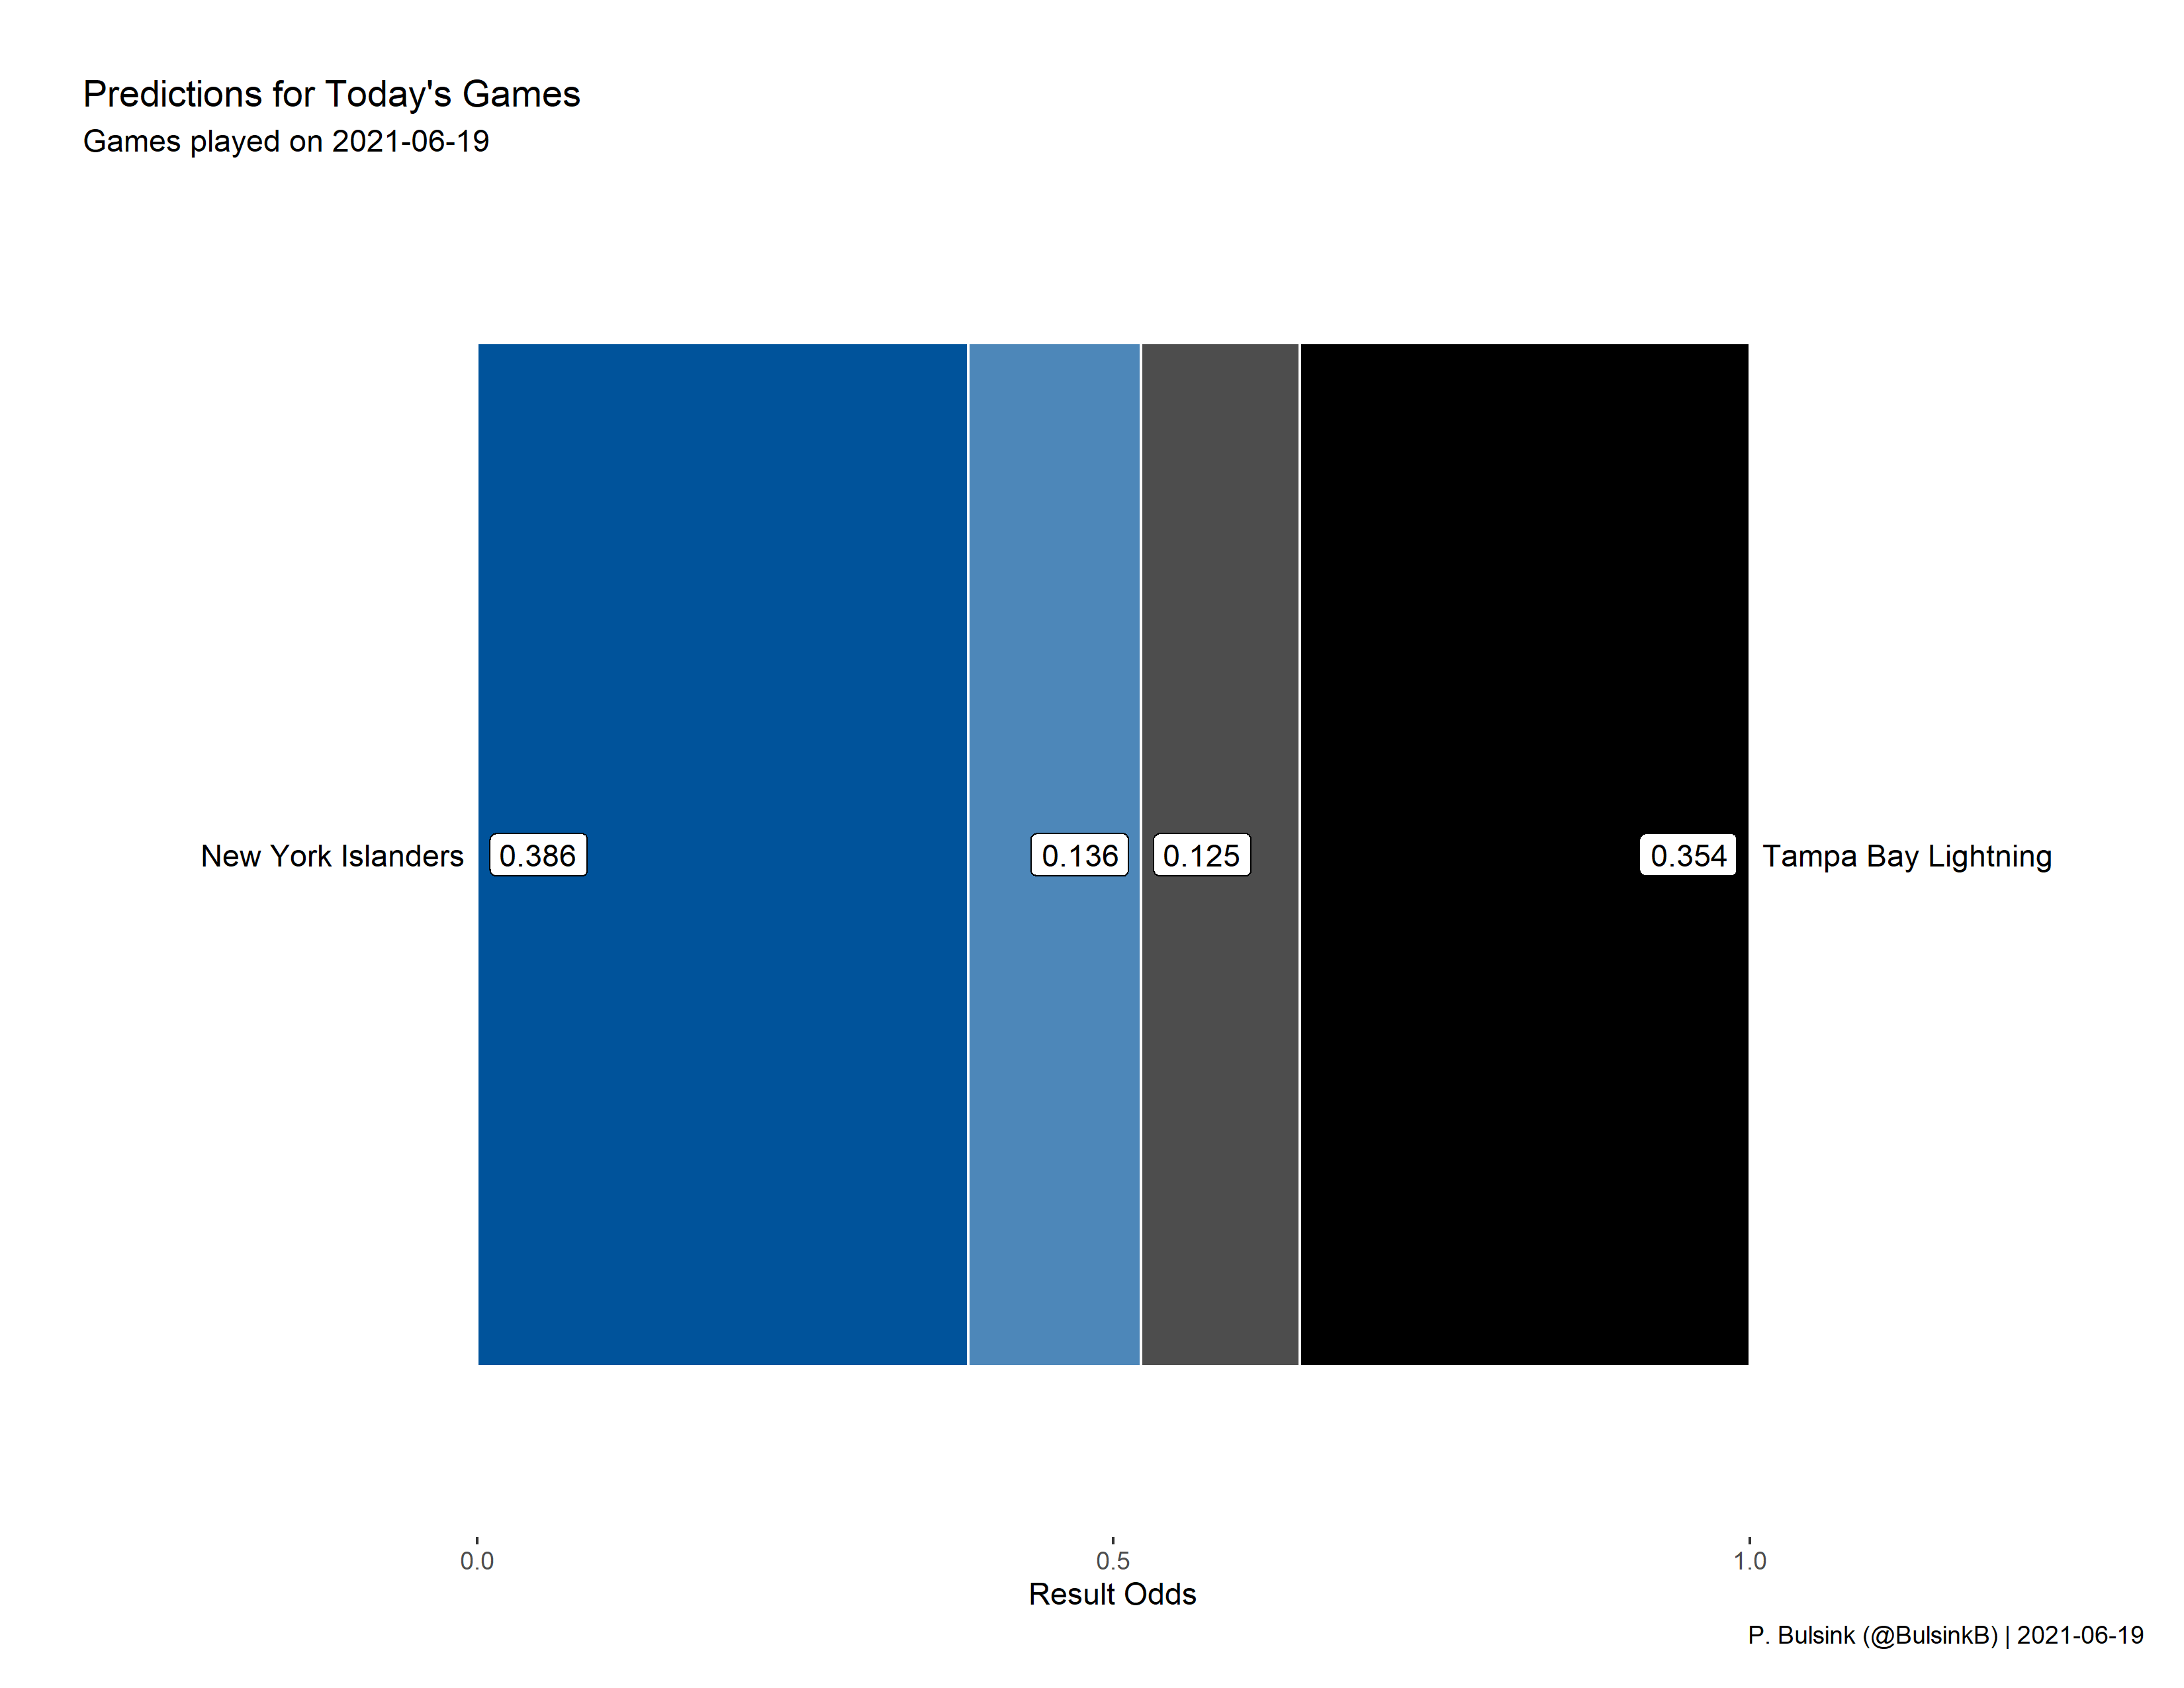 Predictions for Today's Games
Games played on 2021-06-19
New York Islanders 0.386 0.136 0.125 0.354 Tampa Bay Lightning
0.0 0.5 1.0
Result Odds
P. Bulsink (@BulsinkB) | 2021-06-19